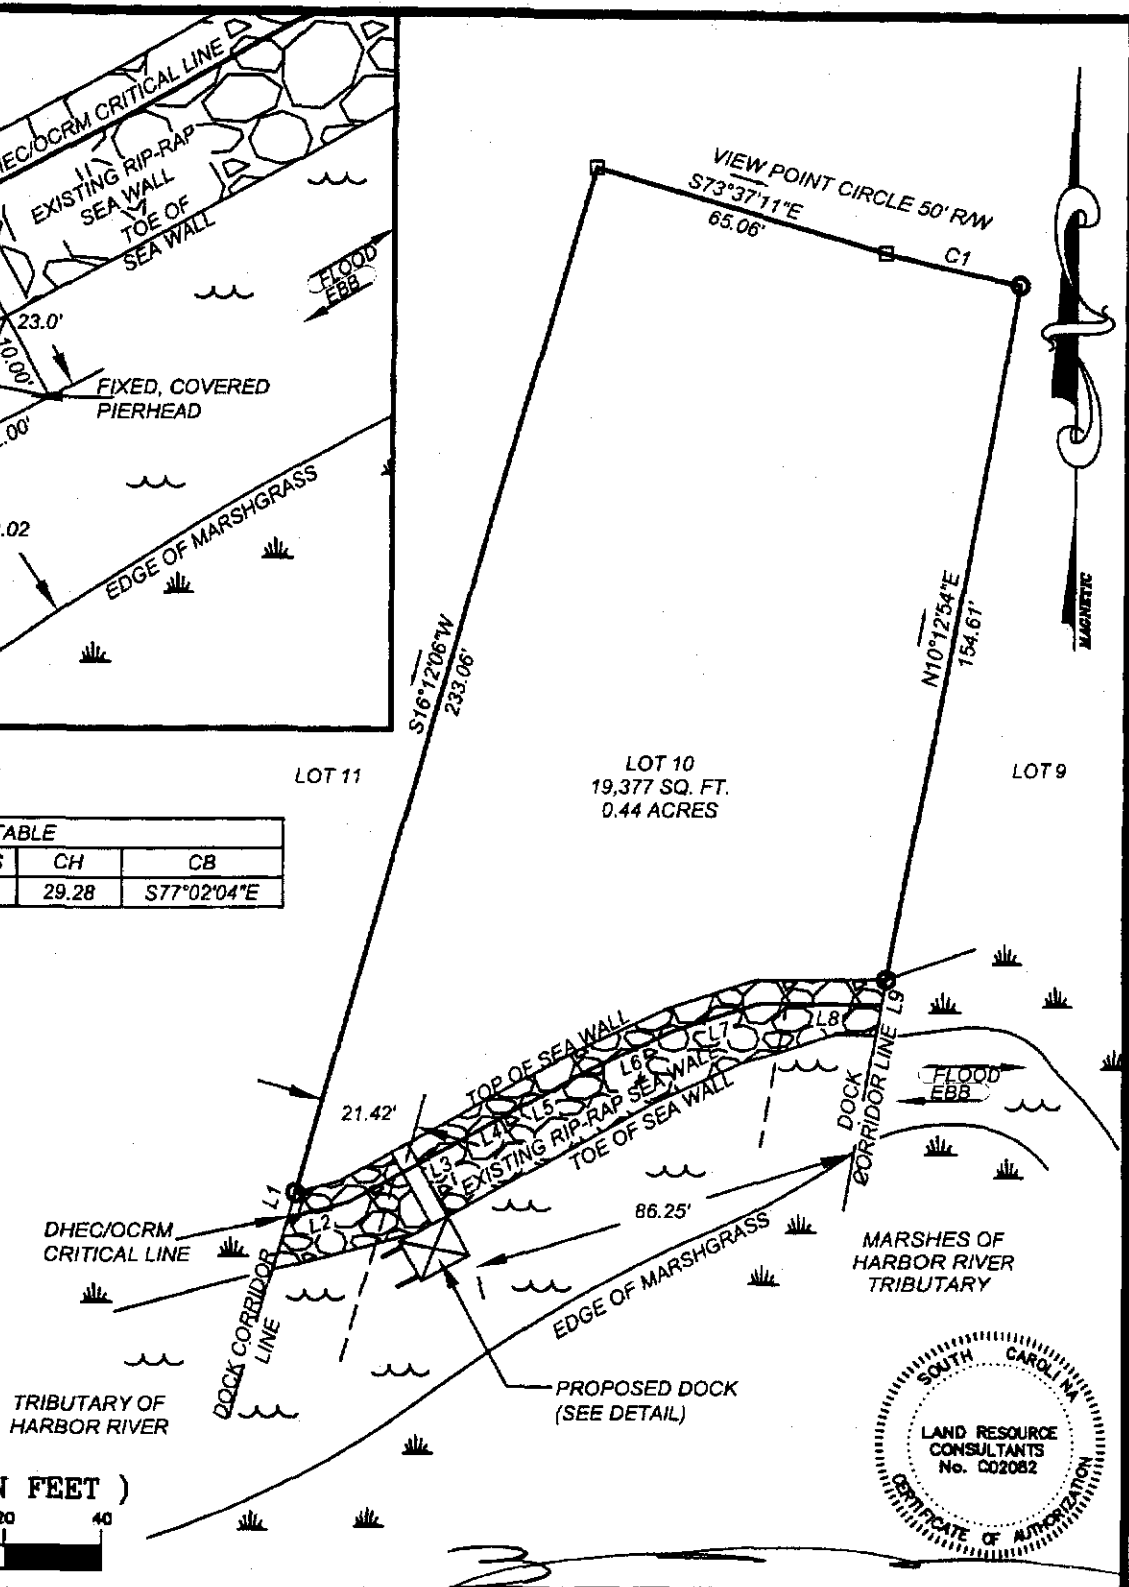 HEC/OCRM CRITICAL LINE
EXISTING RIP-RAP
SEA WALL
TOE OF
SEA WALL
FLOOD
EBB
23.0'
10.00'
FIXED, COVERED
PIERHEAD
.00'
.02
EDGE OF MARSHGRASS
VIEW POINT CIRCLE 50' R/W
S73°37'11"E
65.06'
C1
MAGNETIC
S16°12'06"W
233.06'
N10°12'54"E
154.61'
LOT 11
LOT 10
19,377 SQ. FT.
0.44 ACRES
LOT 9
TABLE
S CH CB
29.28 S77°02'04"E
TOP OF SEA WALL
L1
L2
L3
L4
L5
L6
L7
L8
L9
EXISTING RIP-RAP SEA WALL
TOE OF SEA WALL
21.42'
DOCK
CORRIDOR LINE
FLOOD
EBB
86.25'
DHEC/OCRM
CRITICAL LINE
DOCK CORRIDOR
LINE
EDGE OF MARSHGRASS
MARSHES OF
HARBOR RIVER
TRIBUTARY
PROPOSED DOCK
(SEE DETAIL)
TRIBUTARY OF
HARBOR RIVER
N FEET )
20 40
SOUTH CAROLINA
LAND RESOURCE
CONSULTANTS
No. C02082
CERTIFICATE OF AUTHORIZATION